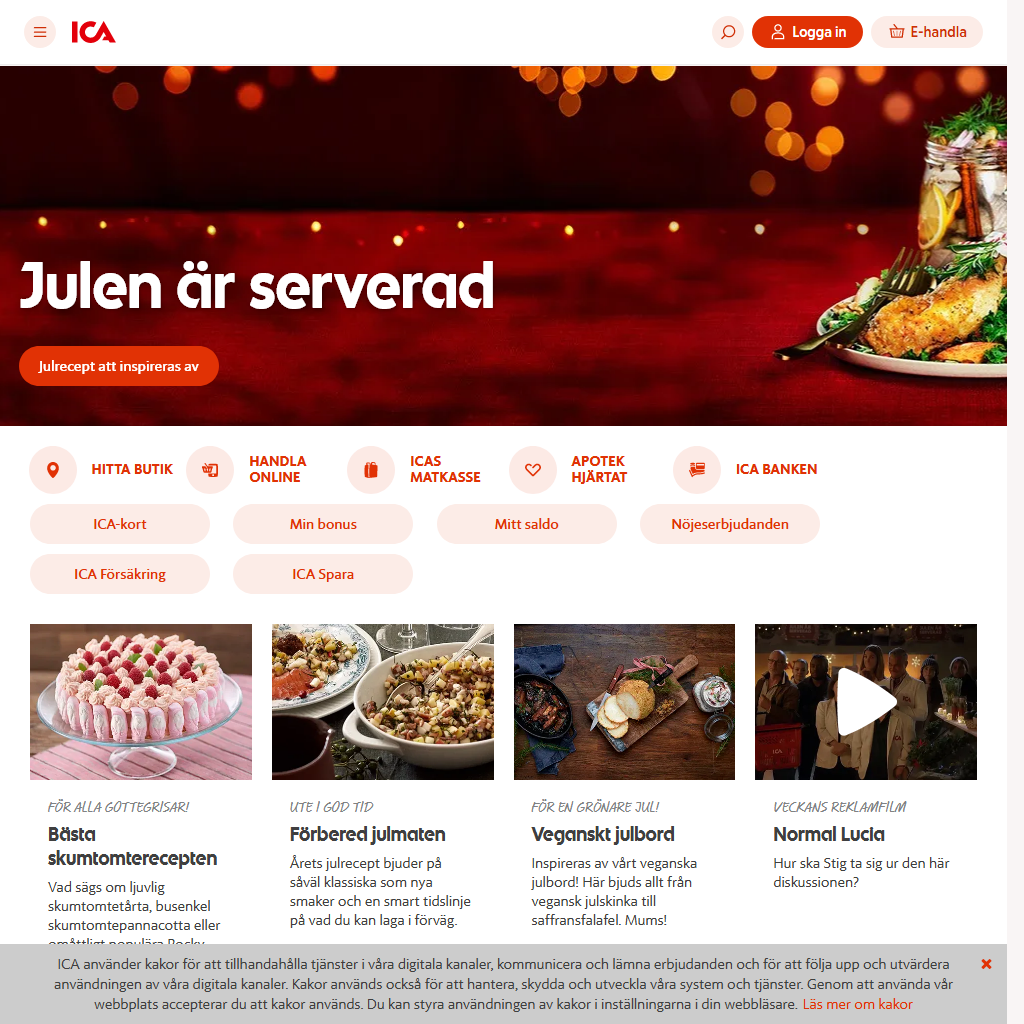 ICA
Logga in
E-handla
Julen är serverad
Julrecept att inspireras av
HITTA BUTIK
HANDLA
ONLINE
ICAS
MATKASSE
APOTEK
HJÄRTAT
ICA BANKEN
ICA-kort
Min bonus
Mitt saldo
Nöjeserbjudanden
ICA Försäkring
ICA Spara
FÖR ALLA GOTTEGRISAR!
Bästa
skumtomterecepten
Vad sägs om ljuvlig
skumtomtetårta, busenkel
skumtomtepannacotta eller
omåttligt populära Rocky
UTE I GOD TID
Förbered julmaten
Årets julrecept bjuder på
såväl klassiska som nya
smaker och en smart tidslinje
på vad du kan laga i förväg.
FÖR EN GRÖNARE JUL!
Veganskt julbord
Inspireras av vårt veganska
julbord! Här bjuds allt från
vegansk julskinka till
saffransfalafel. Mums!
VECKANS REKLAMFILM
Normal Lucia
Hur ska Stig ta sig ur den här
diskussionen?
ICA använder kakor för att tillhandahålla tjänster i våra digitala kanaler, kommunicera och lämna erbjudanden och för att följa upp och utvärdera
användningen av våra digitala kanaler. Kakor används också för att hantera, skydda och utveckla våra system och tjänster. Genom att använda vår
webbplats accepterar du att kakor används. Du kan styra användningen av kakor i inställningarna i din webbläsare. Läs mer om kakor